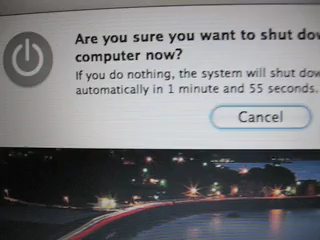 Are you sure you want to shut do
computer now?
If you do nothing, the system will shut dow
automatically in 1 minute and 55 seconds.
Cancel